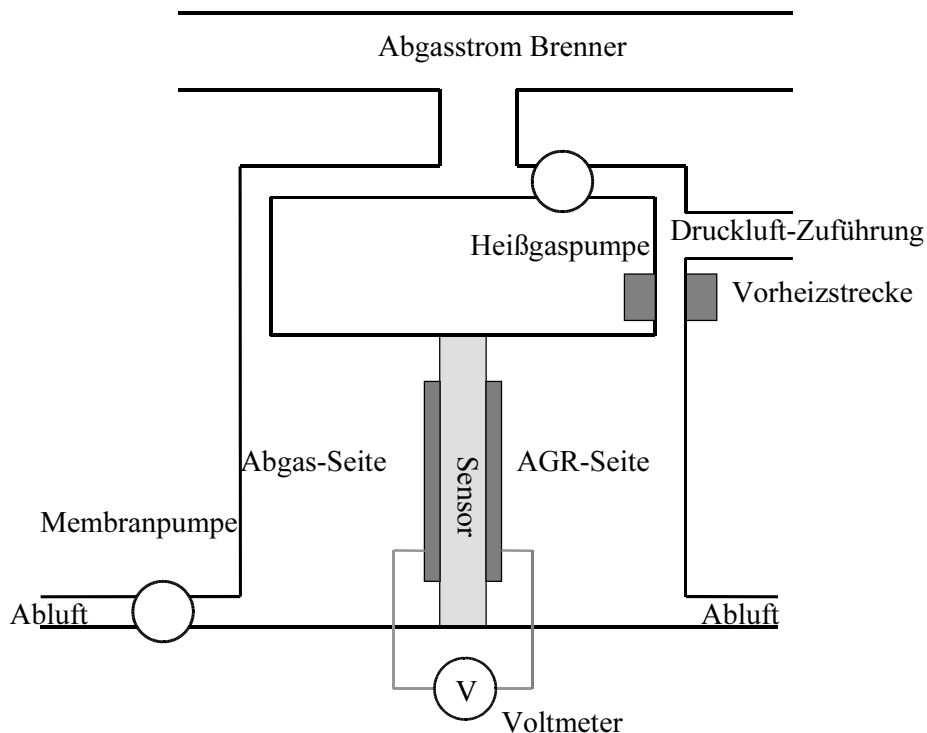 Abgasstrom Brenner
Heißgaspumpe
Druckluft-Zuführung
Vorheizstrecke
Abgas-Seite
Sensor
AGR-Seite
Membranpumpe
Abluft
Abluft
V
Voltmeter